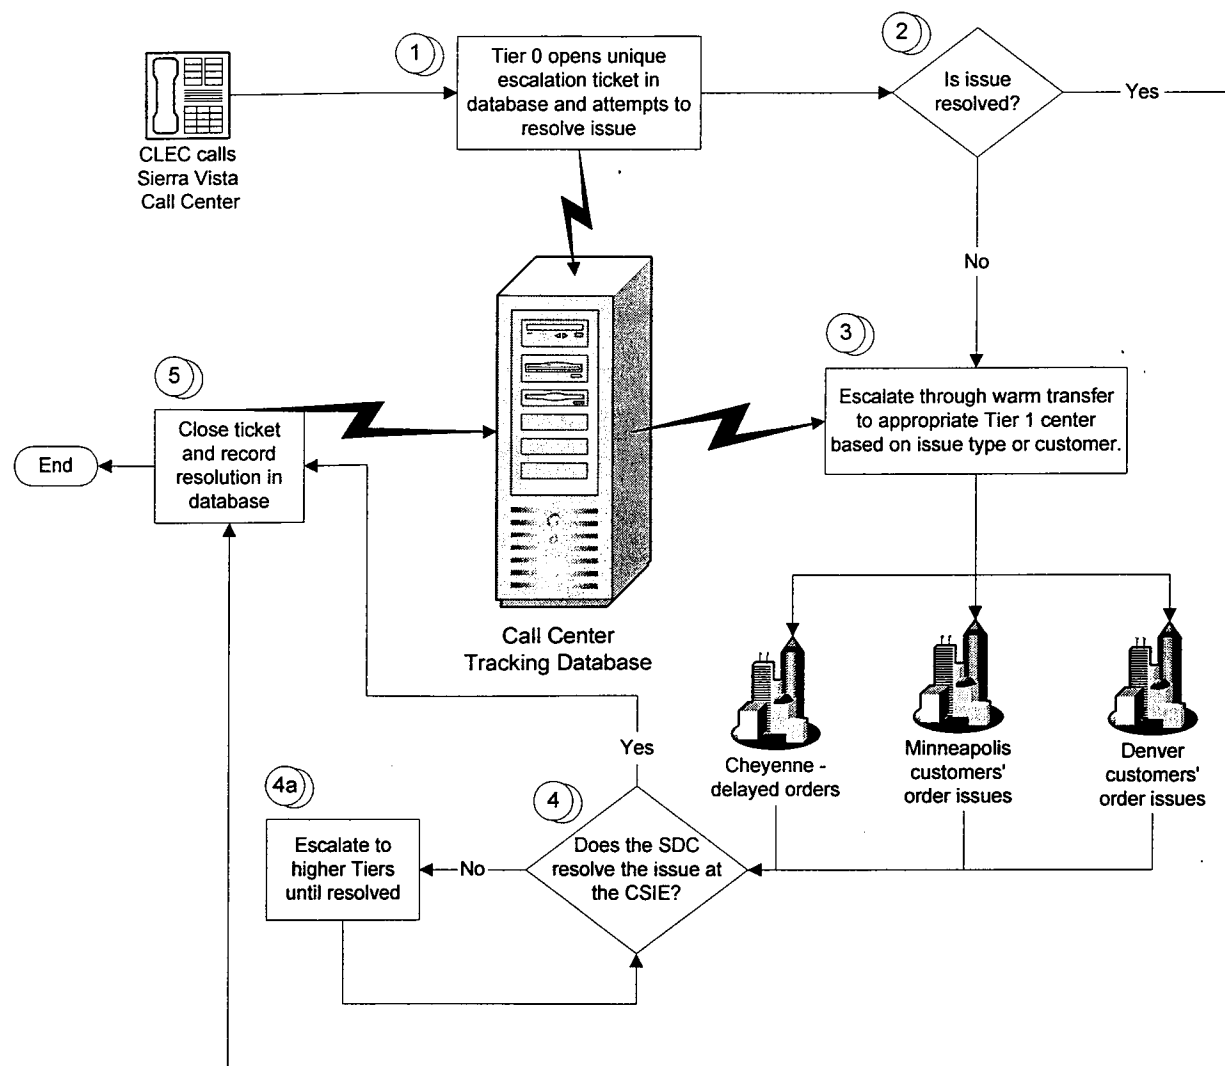 1
Tier 0 opens unique
escalation ticket in
database and attempts to
resolve issue
2
Is issue
resolved?
Yes
CLEC calls
Sierra Vista
Call Center
No
3
Escalate through warm transfer
to appropriate Tier 1 center
based on issue type or customer.
5
Close ticket
and record
resolution in
database
End
Call Center
Tracking Database
Cheyenne -
delayed orders
Minneapolis
customers'
order issues
Denver
customers'
order issues
Yes
4
Does the SDC
resolve the issue at
the CSIE?
No
4a
Escalate to
higher Tiers
until resolved